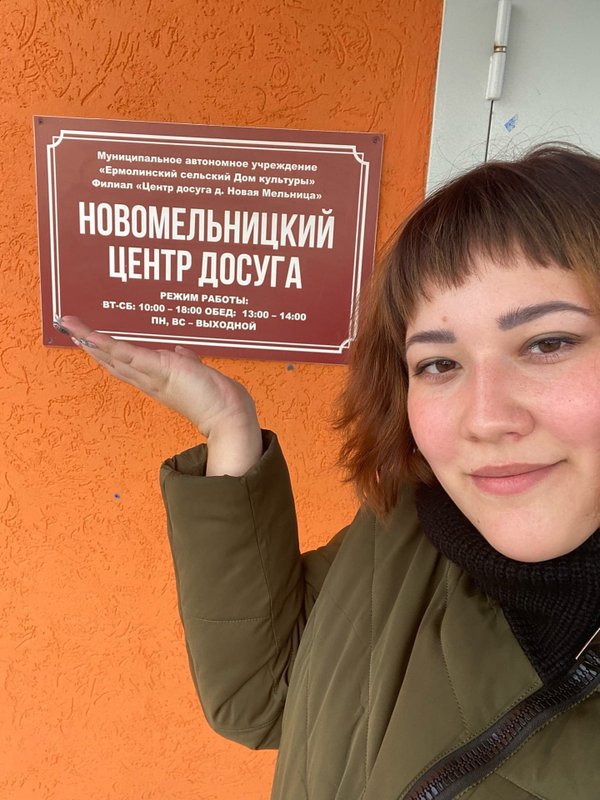 Муниципальное автономное учреждение
«Ермолинский сельский Дом культуры»
Филиал «Центр досуга д. Новая Мельница»
НОВОМЕЛЬНИЦКИЙ
ЦЕНТР ДОСУГА
РЕЖИМ РАБОТЫ:
ВТ-СБ: 10:00 – 18:00 ОБЕД: 13:00 - 14:00
ПН, ВС – ВЫХОДНОЙ